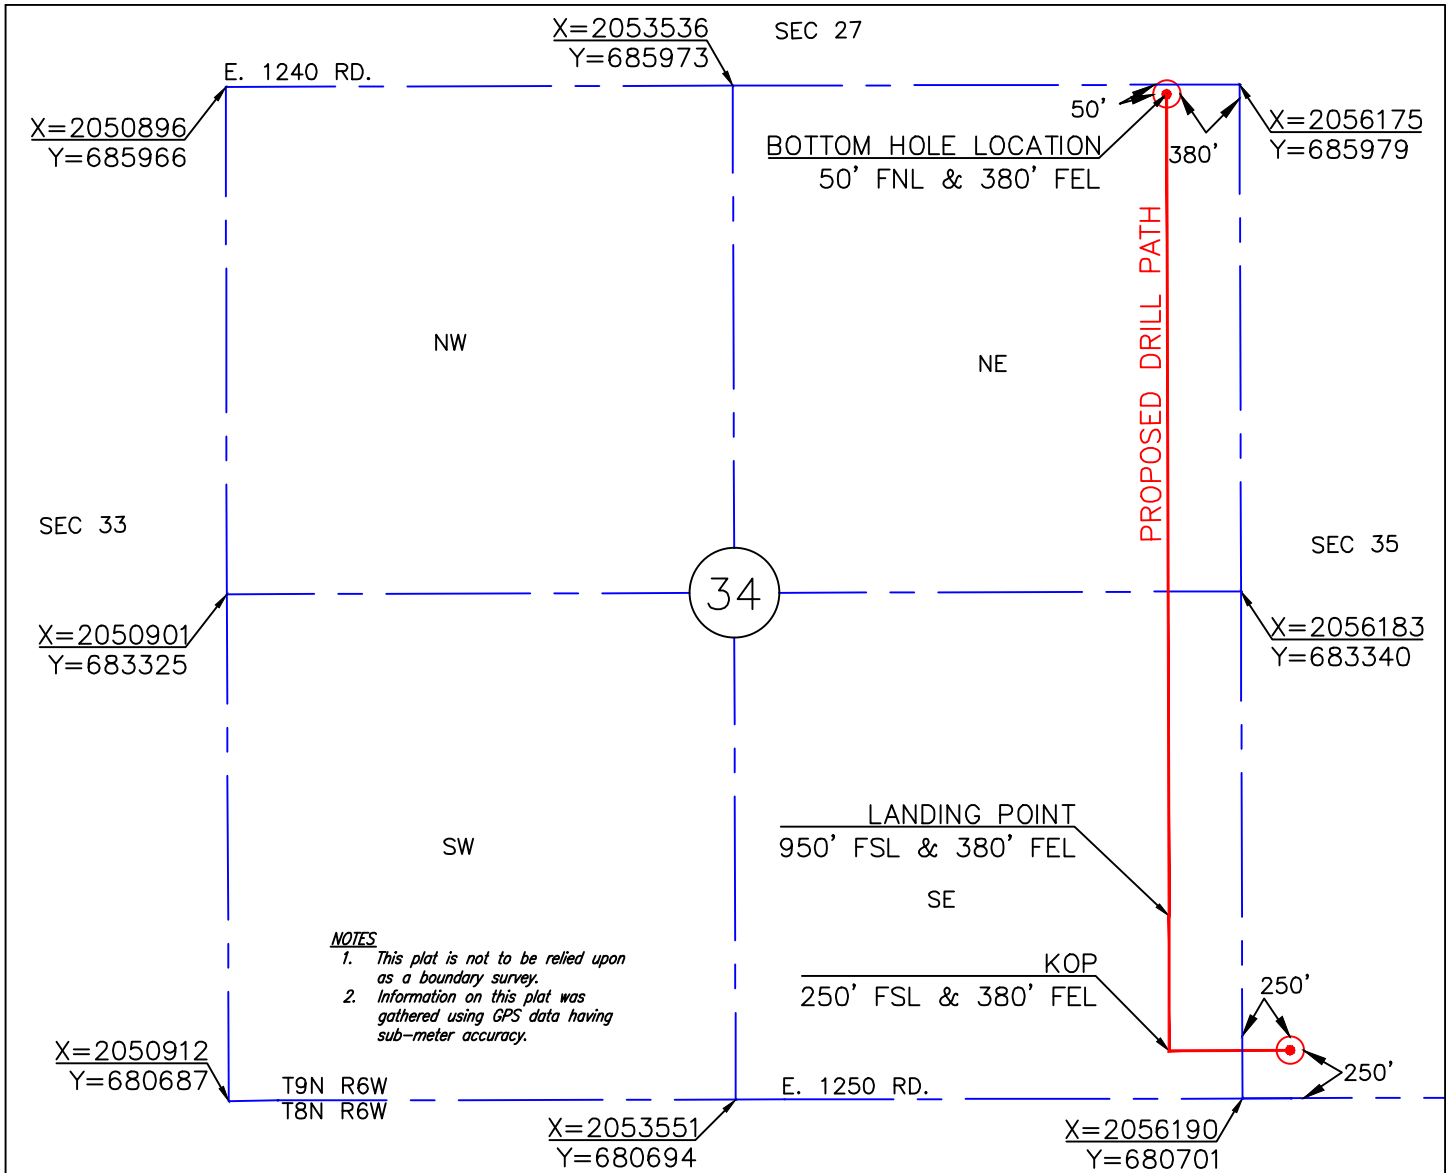 X=2053536
Y=685973
SEC 27
E. 1240 RD.
X=2050896
Y=685966
50'
X=2056175
Y=685979
BOTTOM HOLE LOCATION
50' FNL & 380' FEL
380'
PROPOSED DRILL PATH
NW
NE
SEC 33
SEC 35
34
X=2050901
Y=683325
X=2056183
Y=683340
LANDING POINT
950' FSL & 380' FEL
SW
SE
NOTES
1. This plat is not to be relied upon
as a boundary survey.
2. Information on this plat was
gathered using GPS data having
sub-meter accuracy.
KOP
250' FSL & 380' FEL
250'
250'
X=2050912
Y=680687
T9N R6W
T8N R6W
E. 1250 RD.
X=2053551
Y=680694
X=2056190
Y=680701